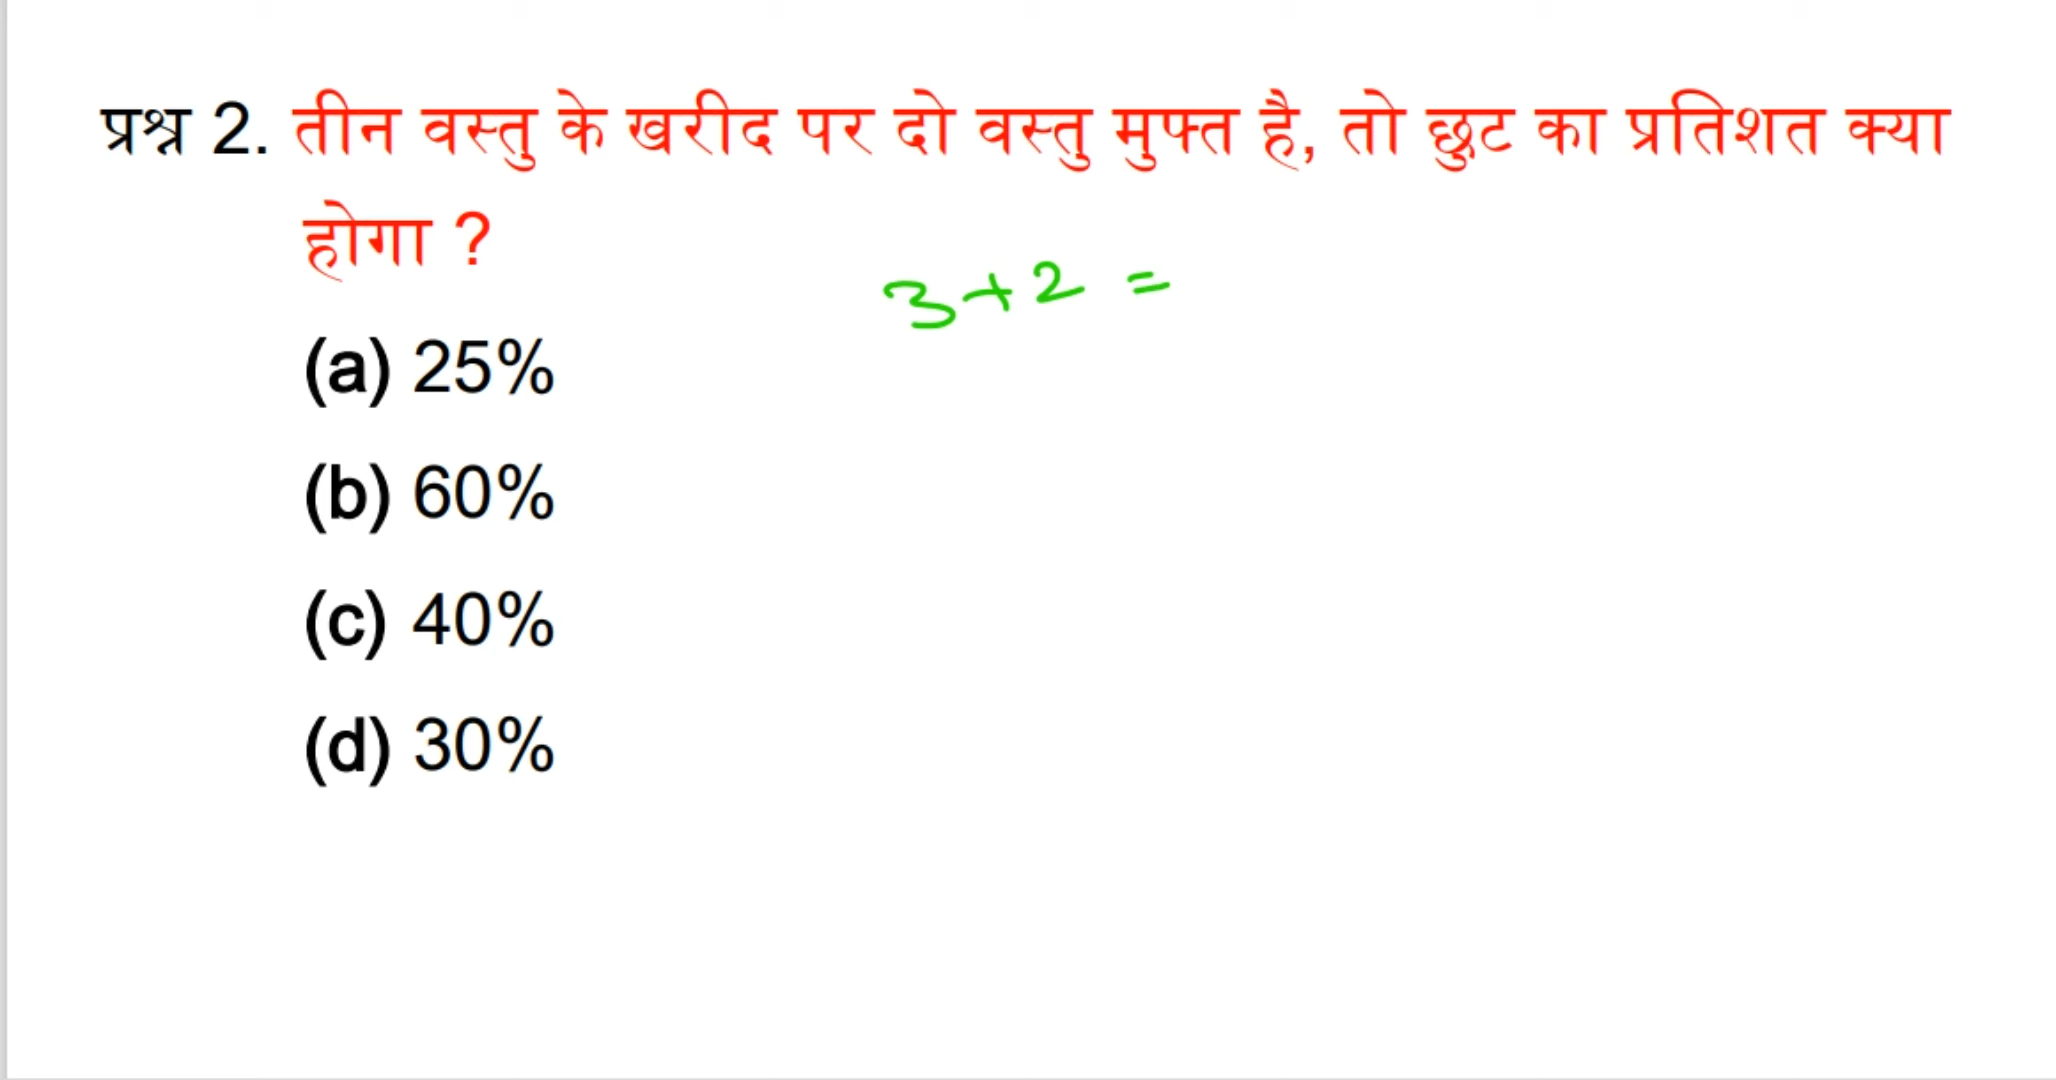 प्रश्न 2. तीन वस्तु के खरीद पर दो वस्तु मुफ्त है, तो छुट का प्रतिशत क्या
होगा ?
3+2 =
(a) 25%
(b) 60%
(c) 40%
(d) 30%